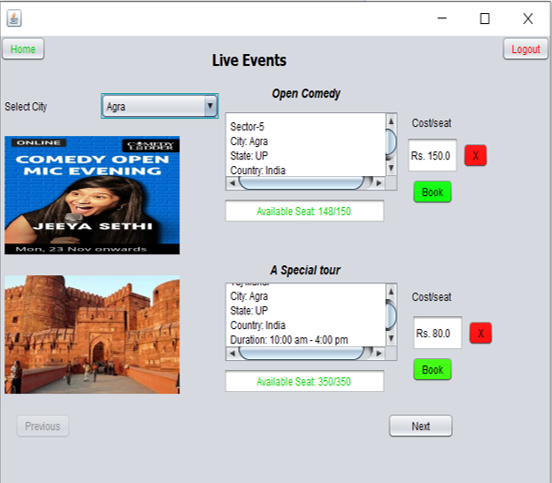 Home
Logout
Live Events
Select City
Agra
Open Comedy
Sector-5
City: Agra
State: UP
Country: India
Cost/seat
Rs. 150.0
X
Book
Available Seat: 148/150
ONLINE
COMEDY OPEN
MIC EVENING
JEEYA SETHI
Mon, 23 Nov onwards
A Special tour
City: Agra
State: UP
Country: India
Duration: 10:00 am - 4:00 pm
Cost/seat
Rs. 80.0
X
Book
Available Seat: 350/350
Previous
Next